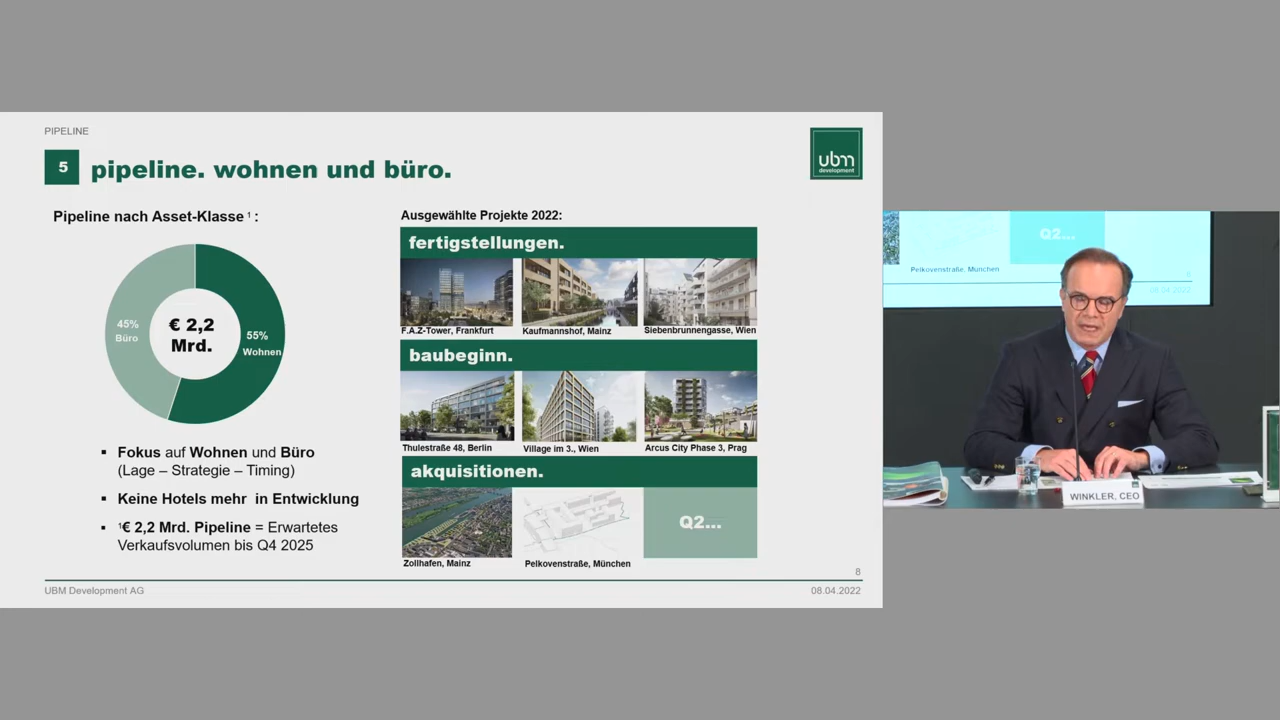 PIPELINE
5 pipeline. wohnen und büro.
ubm
development
Pipeline nach Asset-Klasse ¹ :
45%
Büro
€ 2,2
Mrd.
55%
Wohnen
▪ Fokus auf Wohnen und Büro
(Lage – Strategie – Timing)
▪ Keine Hotels mehr in Entwicklung
▪ ¹€ 2,2 Mrd. Pipeline = Erwartetes
Verkaufsvolumen bis Q4 2025
Ausgewählte Projekte 2022:
fertigstellungen.
F.A.Z-Tower, Frankfurt
Kaufmannshof, Mainz
Siebenbrunnengasse, Wien
baubeginn.
Thulestraße 48, Berlin
Village im 3., Wien
Arcus City Phase 3, Prag
akquisitionen.
Q2...
Zollhafen, Mainz
Pelkovenstraße, München
8
UBM Development AG
08.04.2022
Q2...
Pelkovenstraße, München
8
08.04.2022
WINKLER, CEO